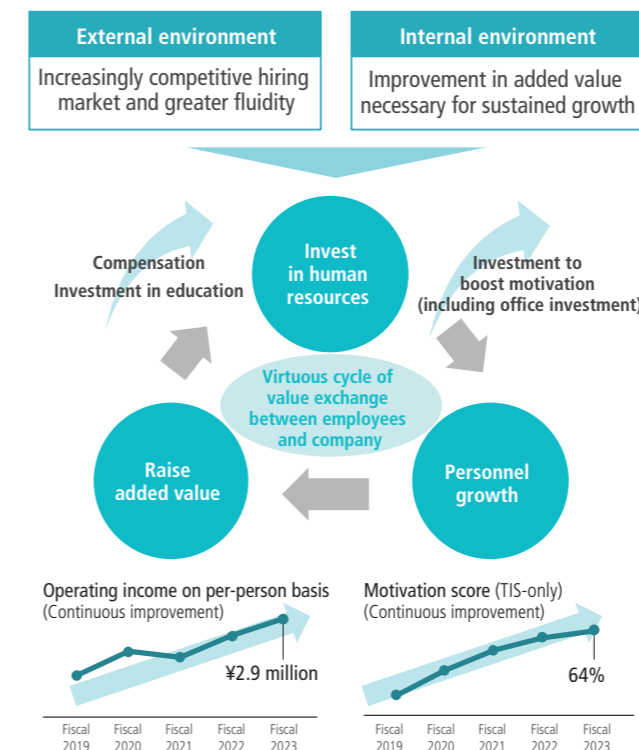 External environment
Increasingly competitive hiring
market and greater fluidity
Internal environment
Improvement in added value
necessary for sustained growth
Compensation
Investment in education
Invest
in human
resources
Investment to
boost motivation
(including office investment)
Virtuous cycle of
value exchange
between employees
and company
Raise
added value
Personnel
growth
Operating income on per-person basis
(Continuous improvement)
¥2.9 million
Fiscal
2019
Fiscal
2020
Fiscal
2021
Fiscal
2022
Fiscal
2023
Motivation score (TIS-only)
(Continuous improvement)
64%
Fiscal
2019
Fiscal
2020
Fiscal
2021
Fiscal
2022
Fiscal
2023